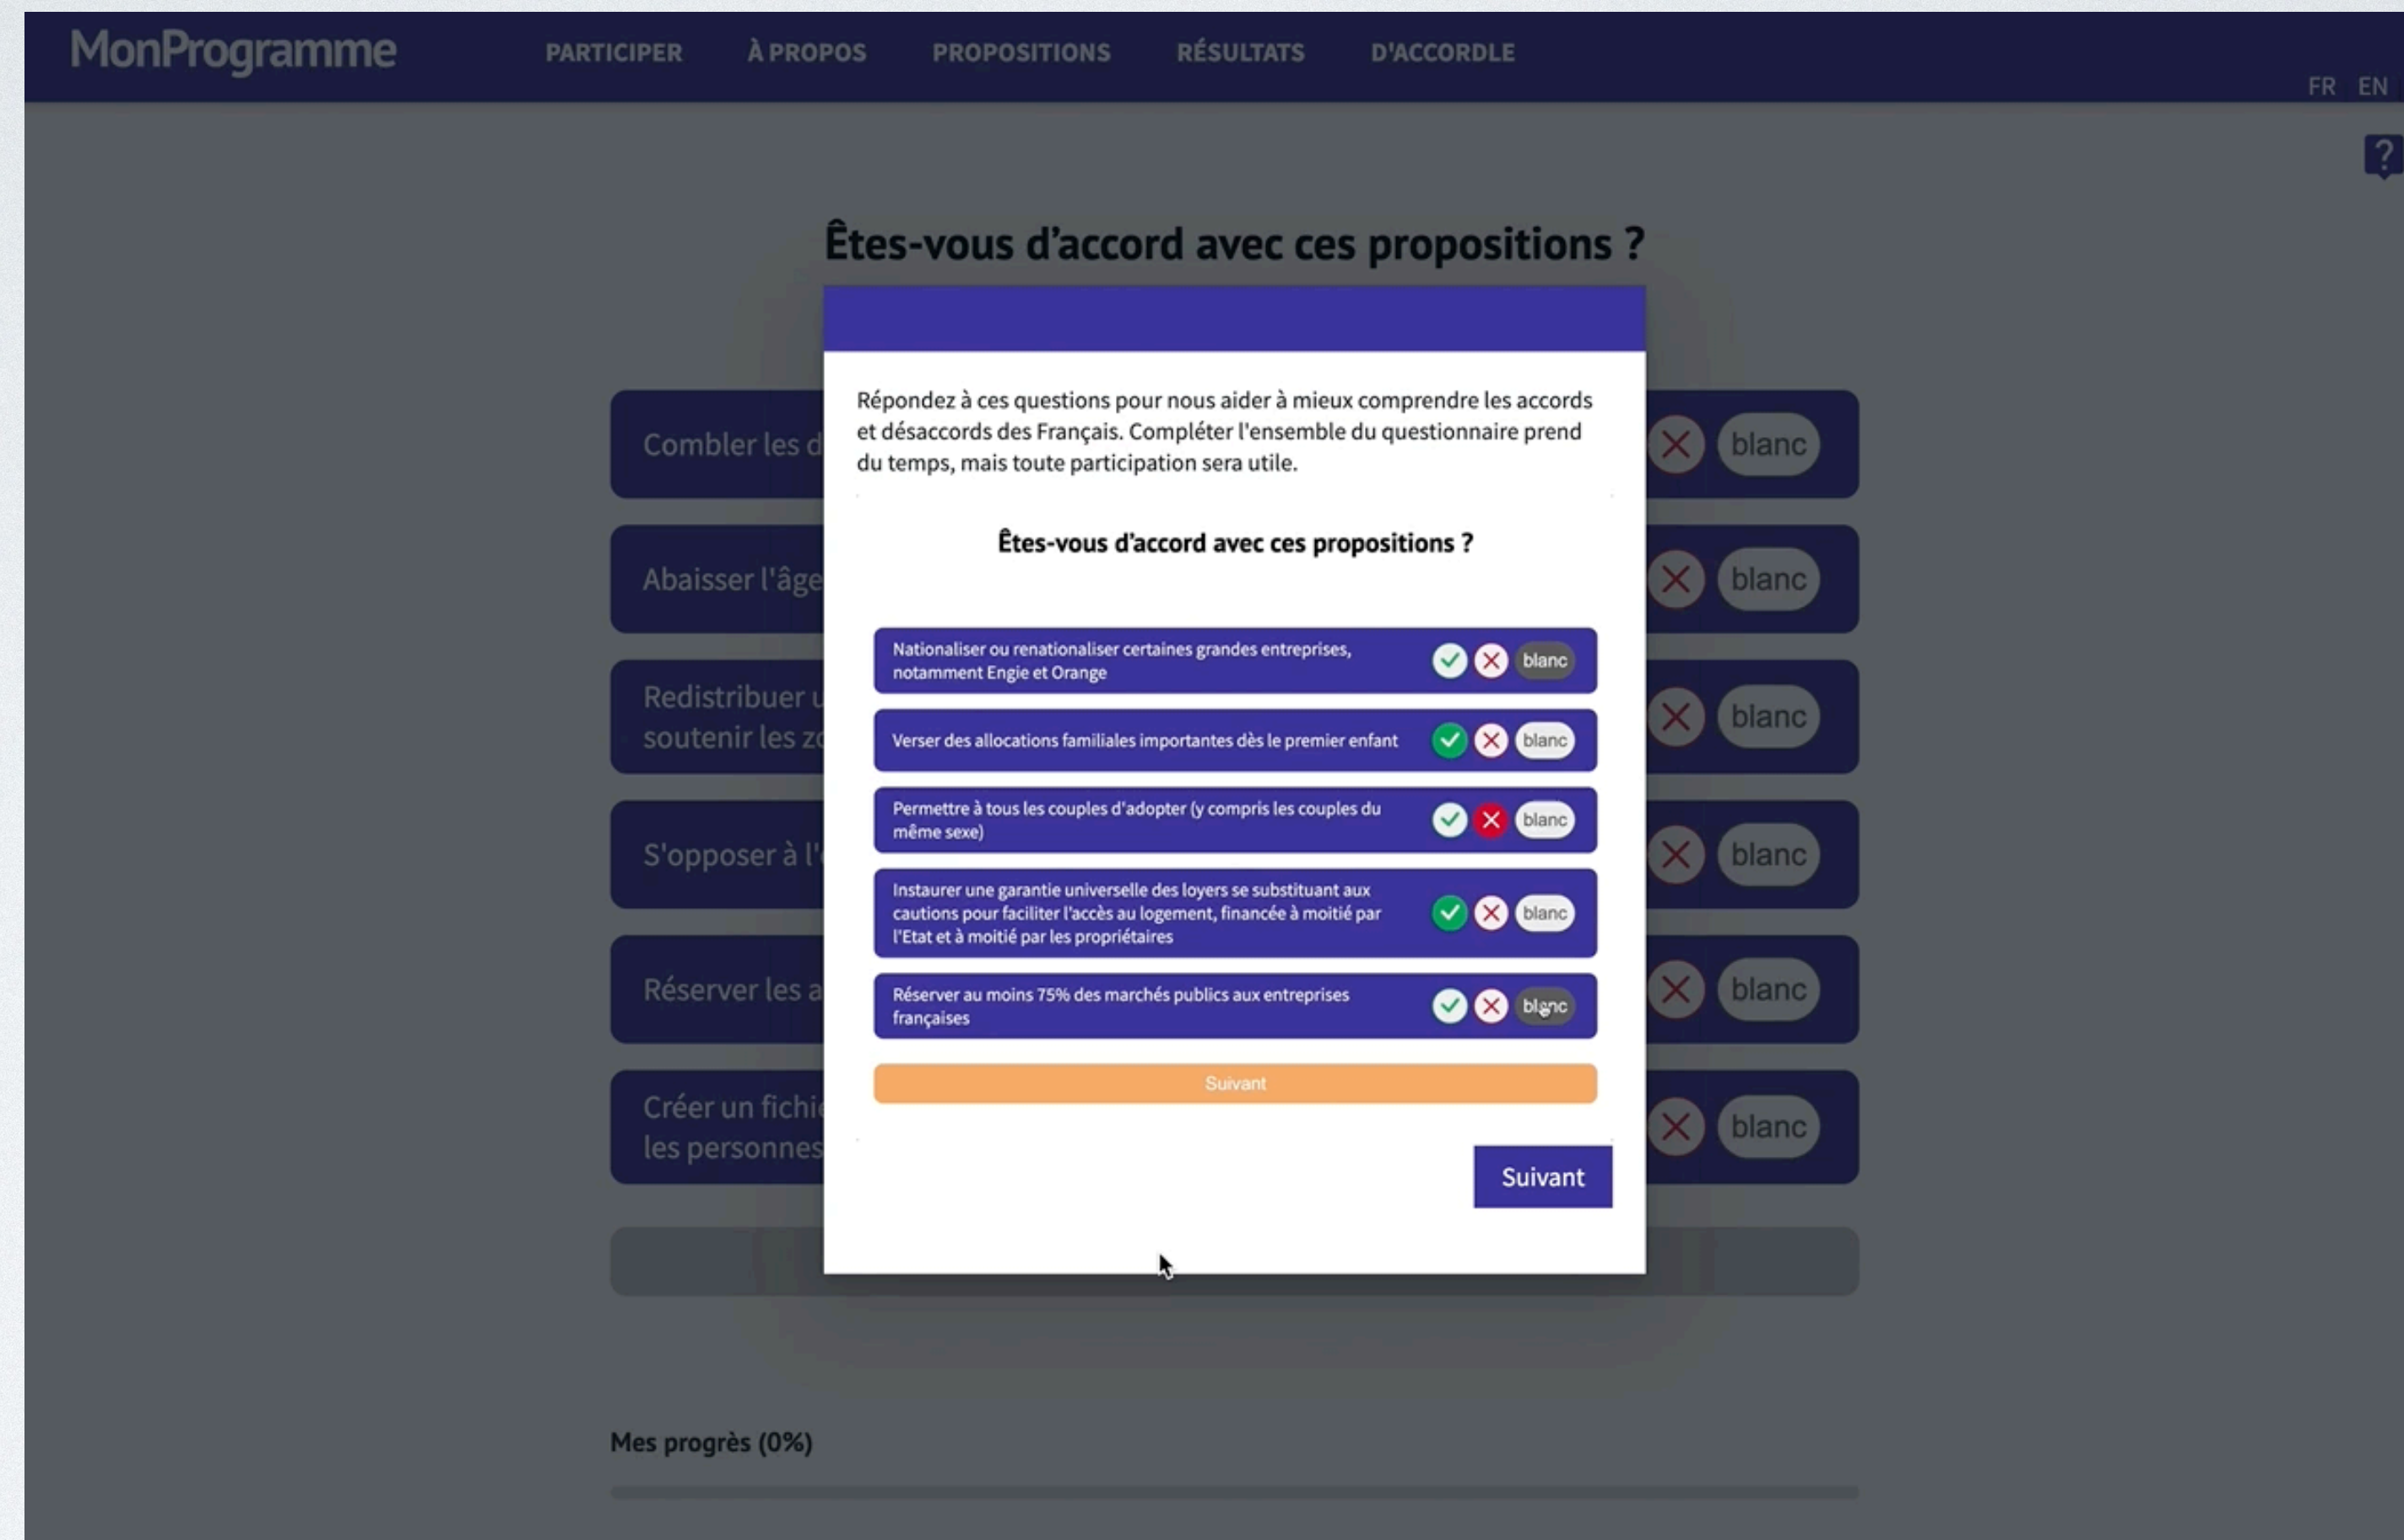 MonProgramme
PARTICIPER À PROPOS PROPOSITIONS RÉSULTATS D'ACCORDLE
FR EN
?
Êtes-vous d’accord avec ces propositions ?
Répondez à ces questions pour nous aider à mieux comprendre les accords
et désaccords des Français. Compléter l'ensemble du questionnaire prend
du temps, mais toute participation sera utile.
Êtes-vous d’accord avec ces propositions ?
Nationaliser ou renationaliser certaines grandes entreprises,
notamment Engie et Orange
blanc
Verser des allocations familiales importantes dès le premier enfant
blanc
Permettre à tous les couples d'adopter (y compris les couples du
même sexe)
blanc
Instaurer une garantie universelle des loyers se substituant aux
cautions pour faciliter l'accès au logement, financée à moitié par
l'Etat et à moitié par les propriétaires
blanc
Réserver au moins 75% des marchés publics aux entreprises
françaises
blanc
Suivant
Suivant
Combler les
blanc
Abaisser l'âge
blanc
Redistribuer
soutenir les
blanc
S'opposer à
blanc
Réserver les
blanc
Créer un
les personnes
blanc
Mes progrès (0%)